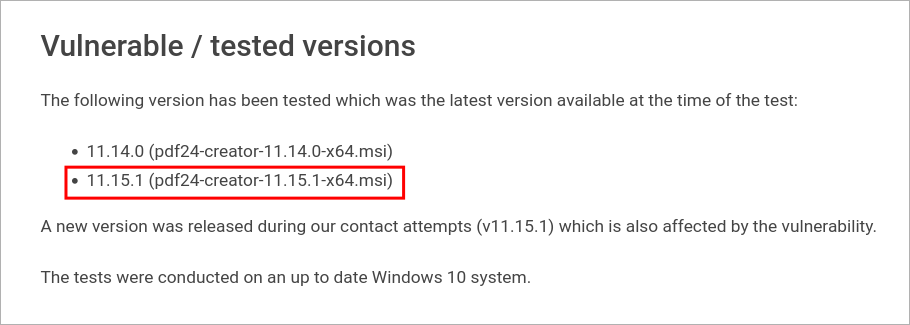 Vulnerable / tested versions
The following version has been tested which was the latest version available at the time of the test:
• 11.14.0 (pdf24-creator-11.14.0-x64.msi)
• 11.15.1 (pdf24-creator-11.15.1-x64.msi)
A new version was released during our contact attempts (v11.15.1) which is also affected by the vulnerability.
The tests were conducted on an up to date Windows 10 system.